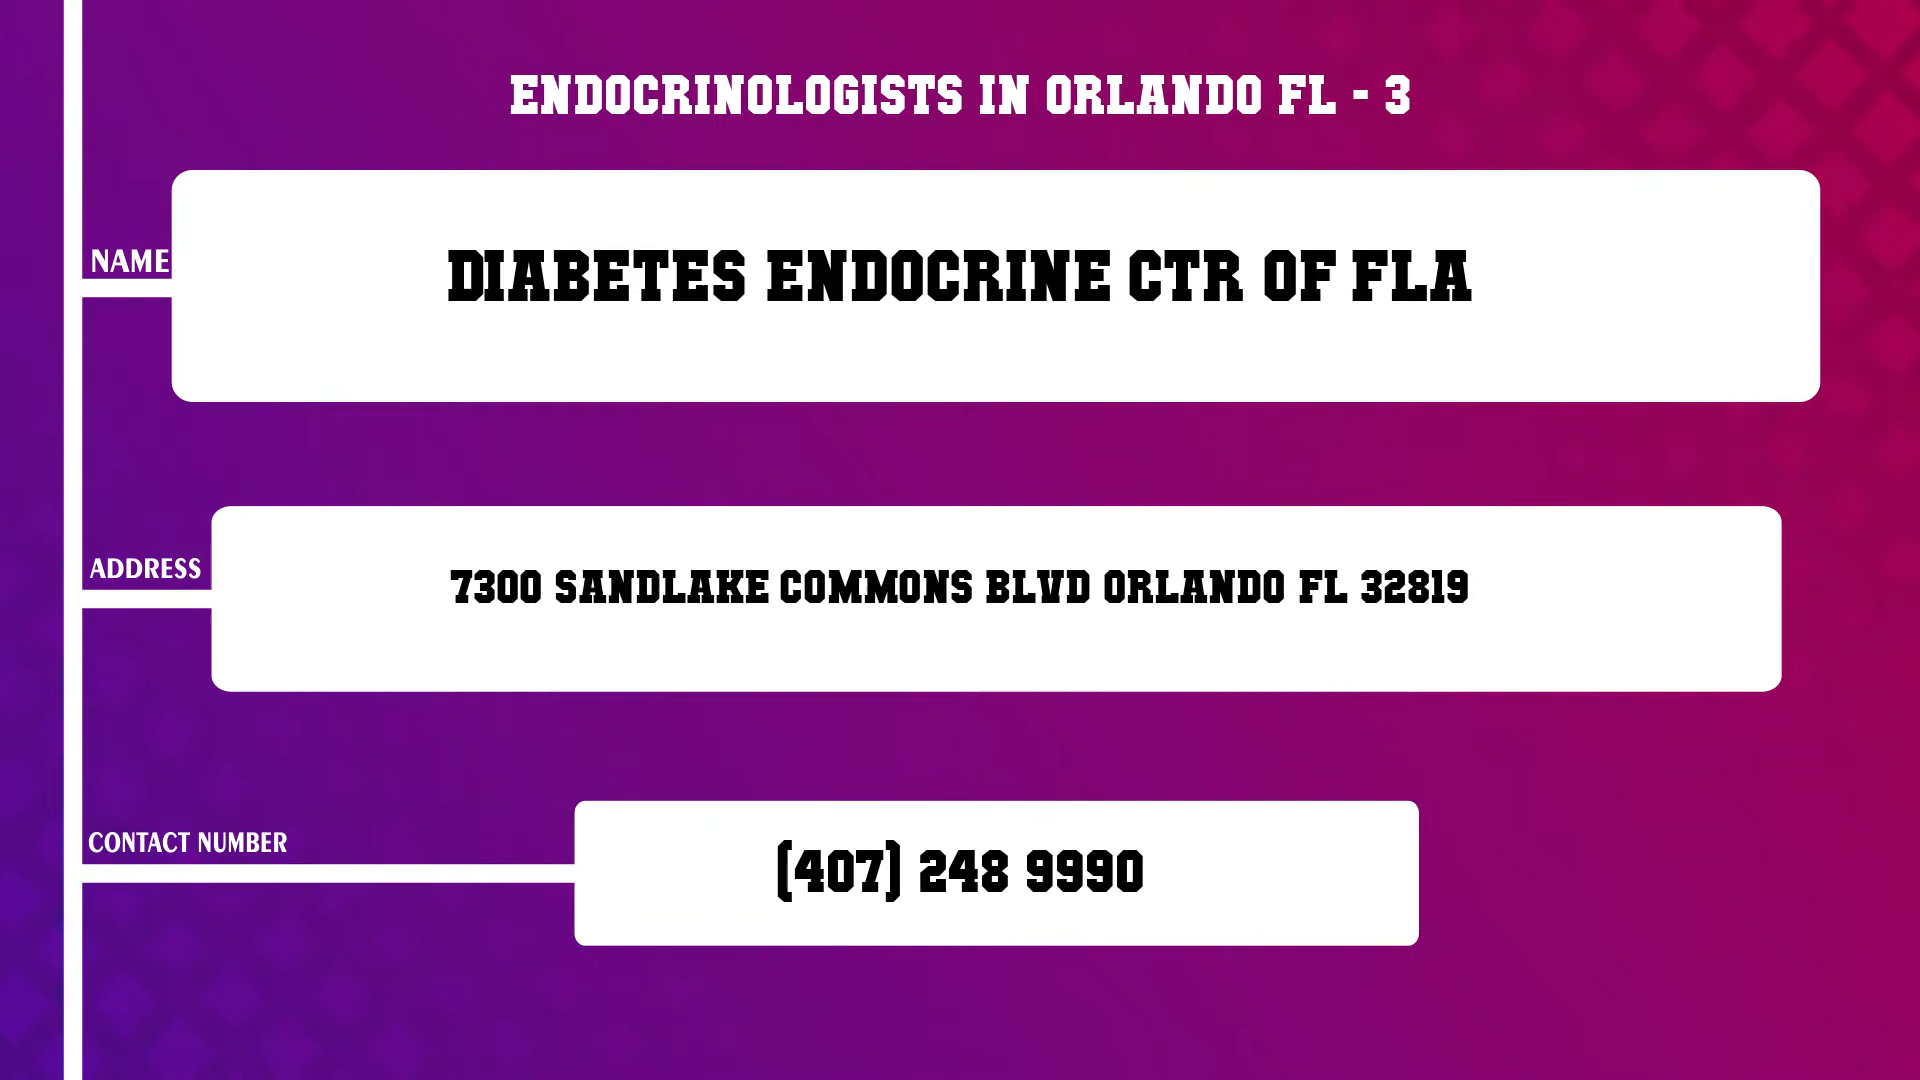 ENDOCRINOLOGISTS IN ORLANDO FL - 3
NAME
DIABETES ENDOCRINE CTR OF FLA
ADDRESS
7300 SANDLAKE COMMONS BLVD ORLANDO FL 32819
CONTACT NUMBER
(407) 248 9990